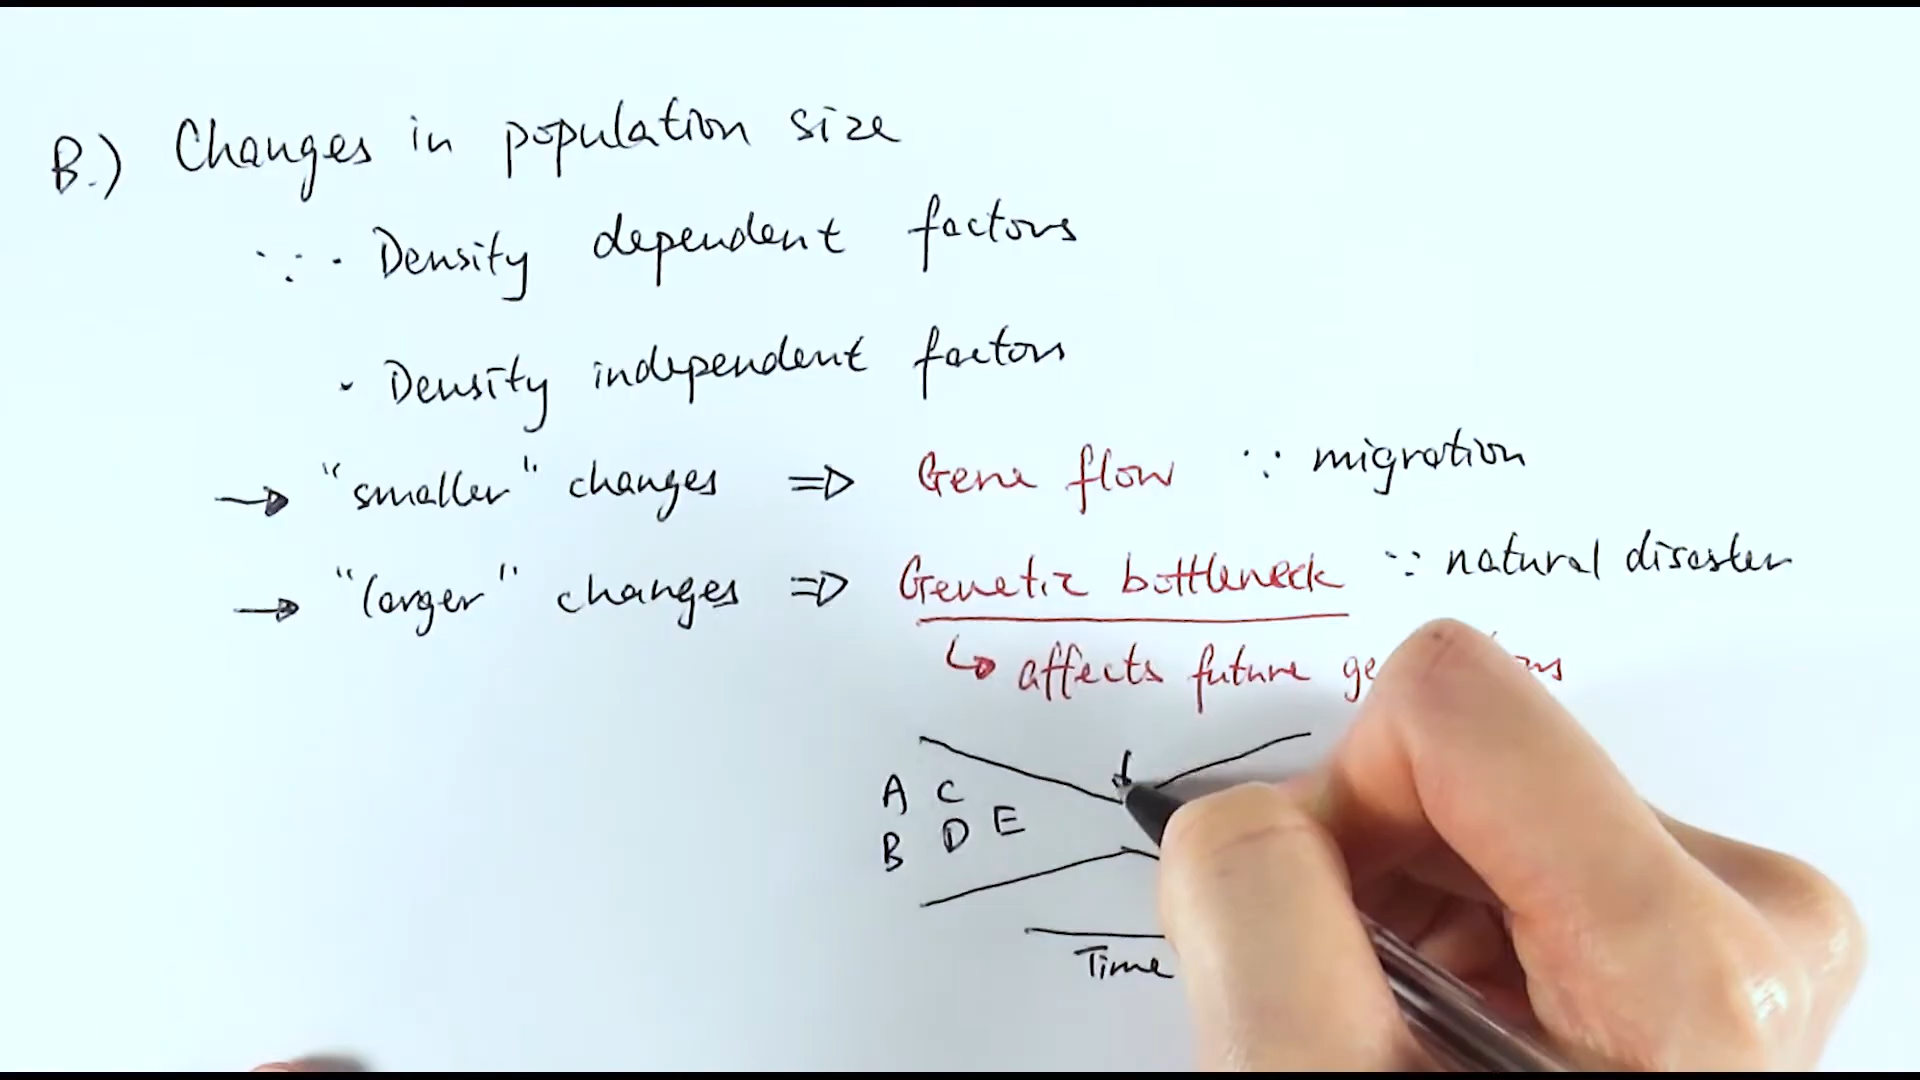 B.) Changes in population size
∵ · Density dependent factors
· Density independent factors
→ "smaller" changes ⇒ Gene flow ∵ migration
→ "larger" changes ⇒ Genetic bottleneck ∵ natural disaster
↳ affects future
A C
B D E
Time